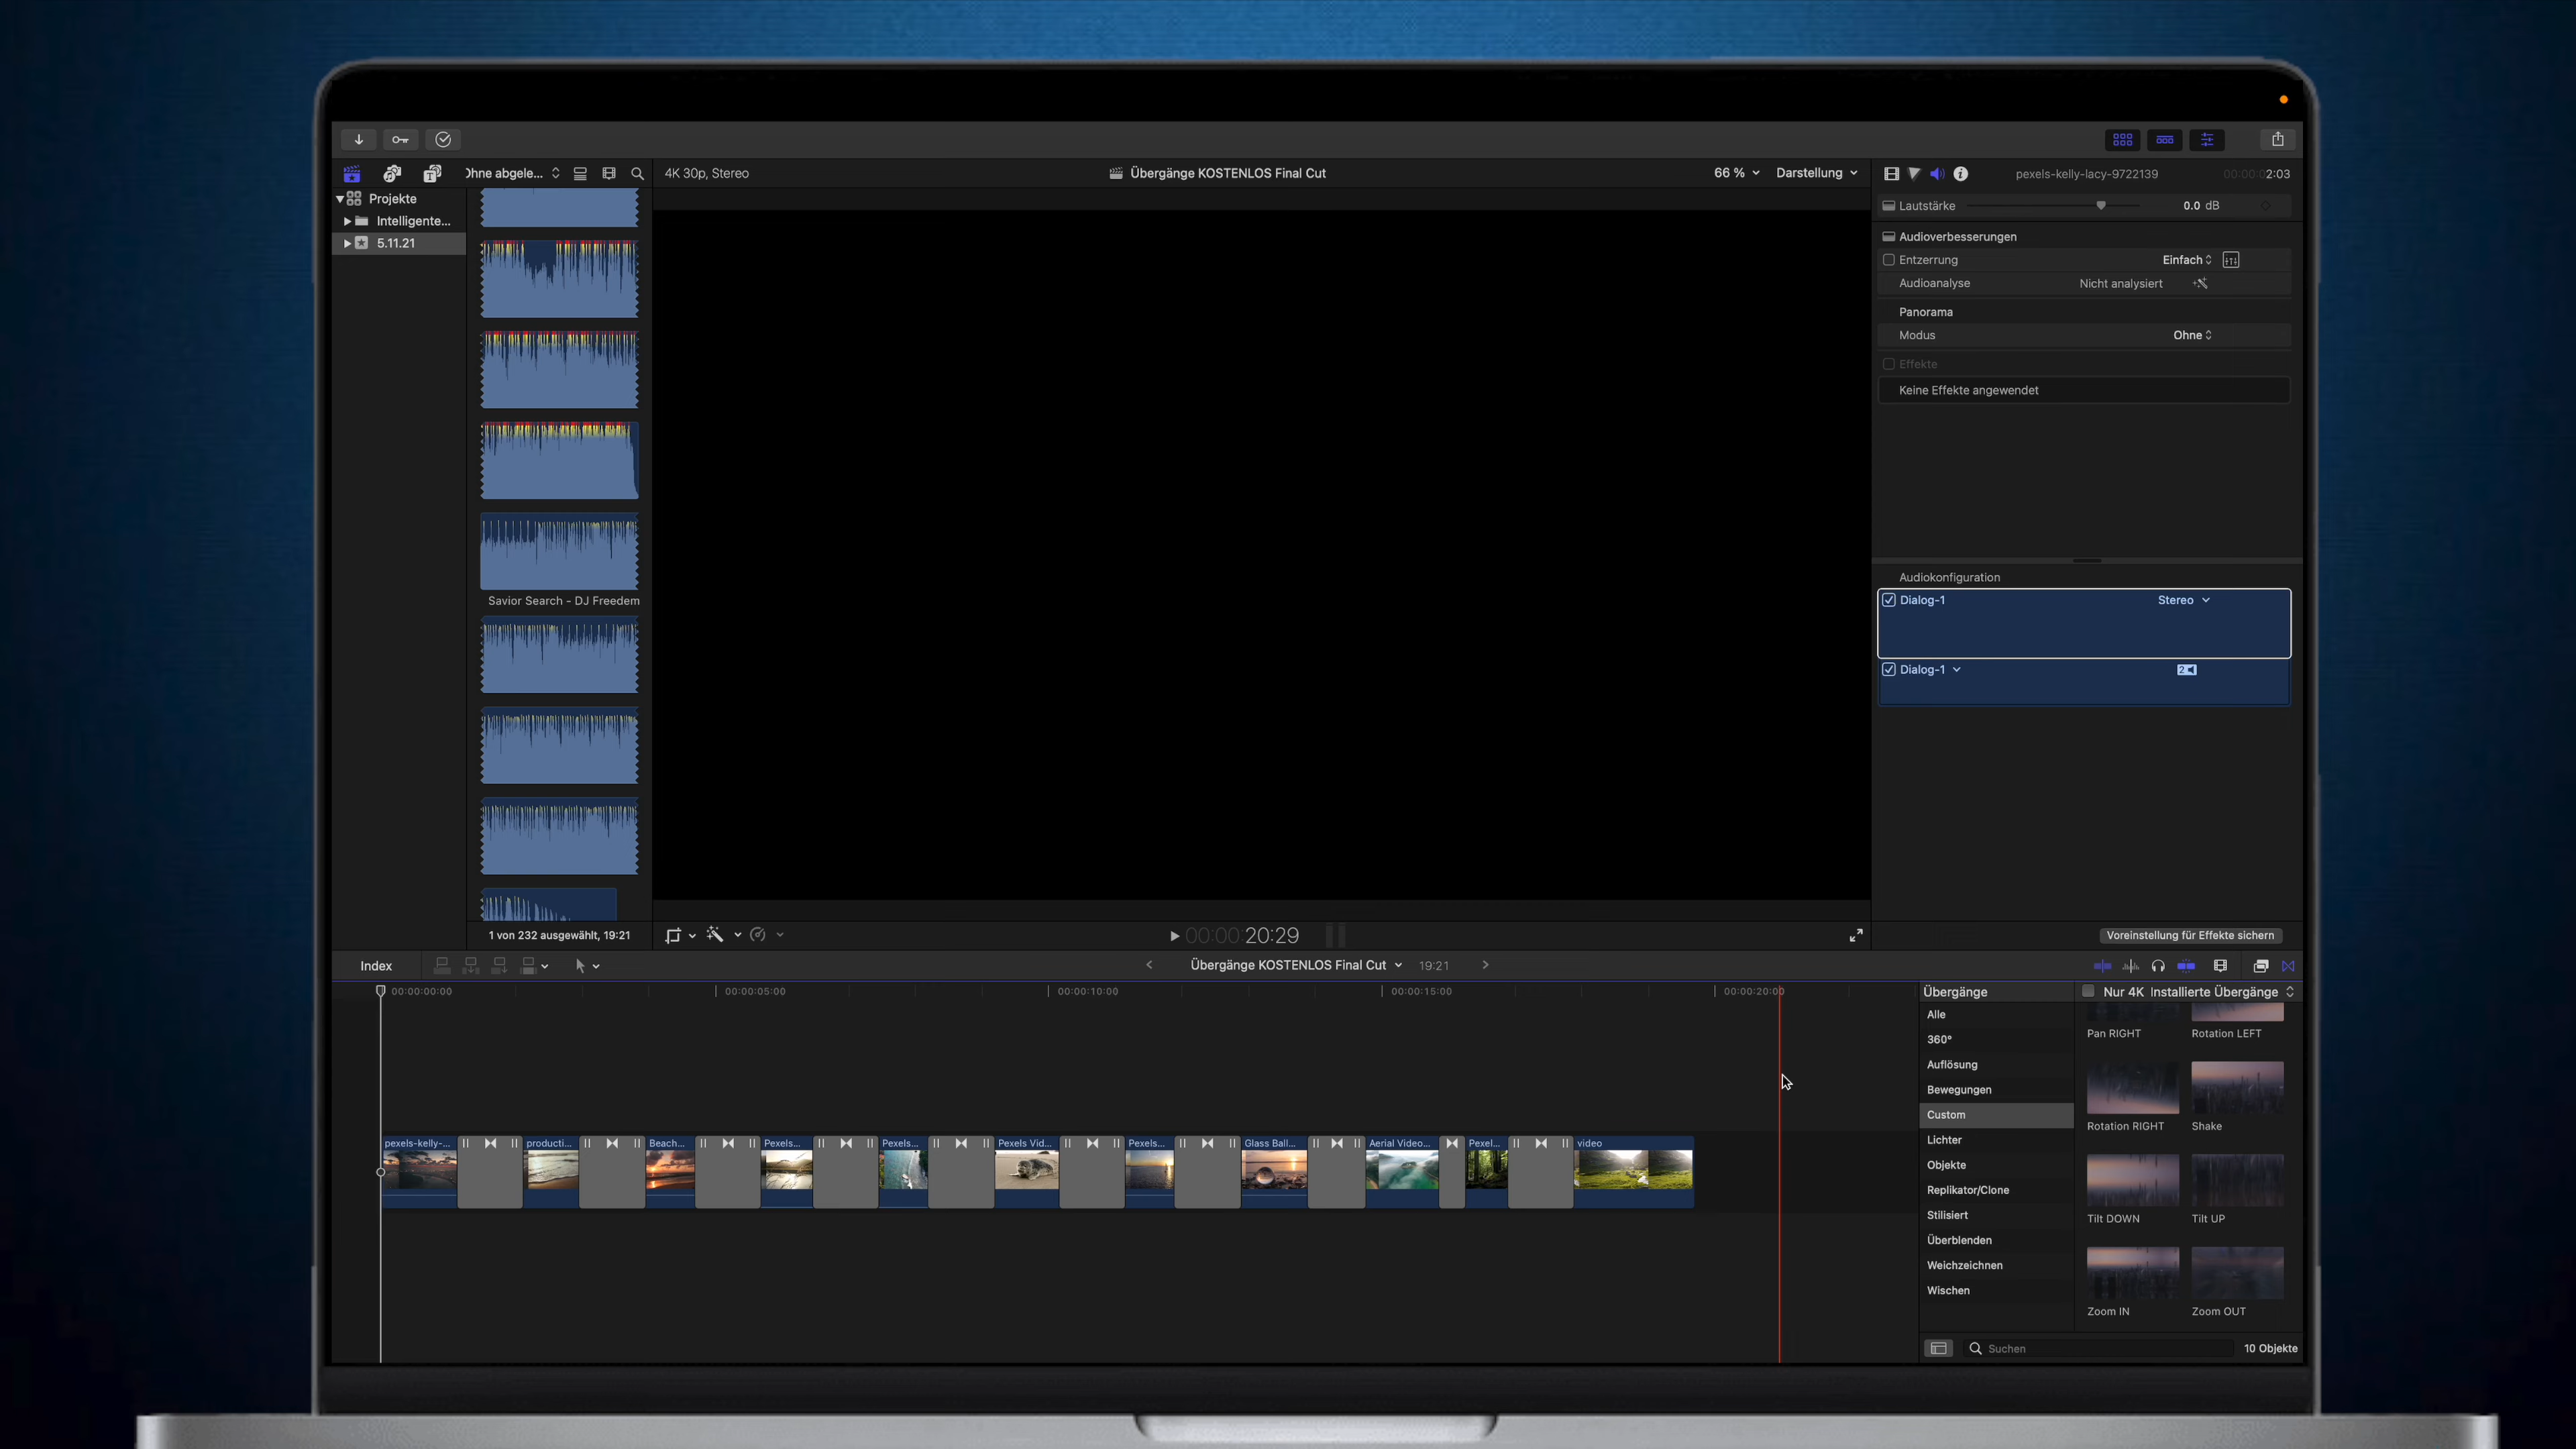 Ohne abgele...
4K 30p, Stereo
Übergänge KOSTENLOS Final Cut
66 %
Darstellung
pexels-kelly-lacy-9722139
00:00:02:03
Projekte
Intelligente...
5.11.21
Lautstärke
0.0 dB
Audioverbesserungen
Entzerrung
Einfach
Audioanalyse
Nicht analysiert
Panorama
Modus
Ohne
Effekte
Keine Effekte angewendet
Savior Search - DJ Freedem
Audiokonfiguration
Dialog-1
Stereo
Dialog-1
2
1 von 232 ausgewählt, 19:21
00:00:20:29
Voreinstellung für Effekte sichern
Index
Übergänge KOSTENLOS Final Cut
19:21
00:00:00:00
00:00:05:00
00:00:10:00
00:00:15:00
00:00:20:00
pexels-kelly-...
producti...
Beach...
Pexels...
Pexels...
Pexels Vid...
Pexels...
Glass Ball...
Aerial Video...
Pexel...
video
Übergänge
Nur 4K
Installierte Übergänge
Alle
360°
Auflösung
Bewegungen
Custom
Lichter
Objekte
Replikator/Clone
Stilisiert
Überblenden
Weichzeichnen
Wischen
Pan RIGHT
Rotation LEFT
Rotation RIGHT
Shake
Tilt DOWN
Tilt UP
Zoom IN
Zoom OUT
Suchen
10 Objekte